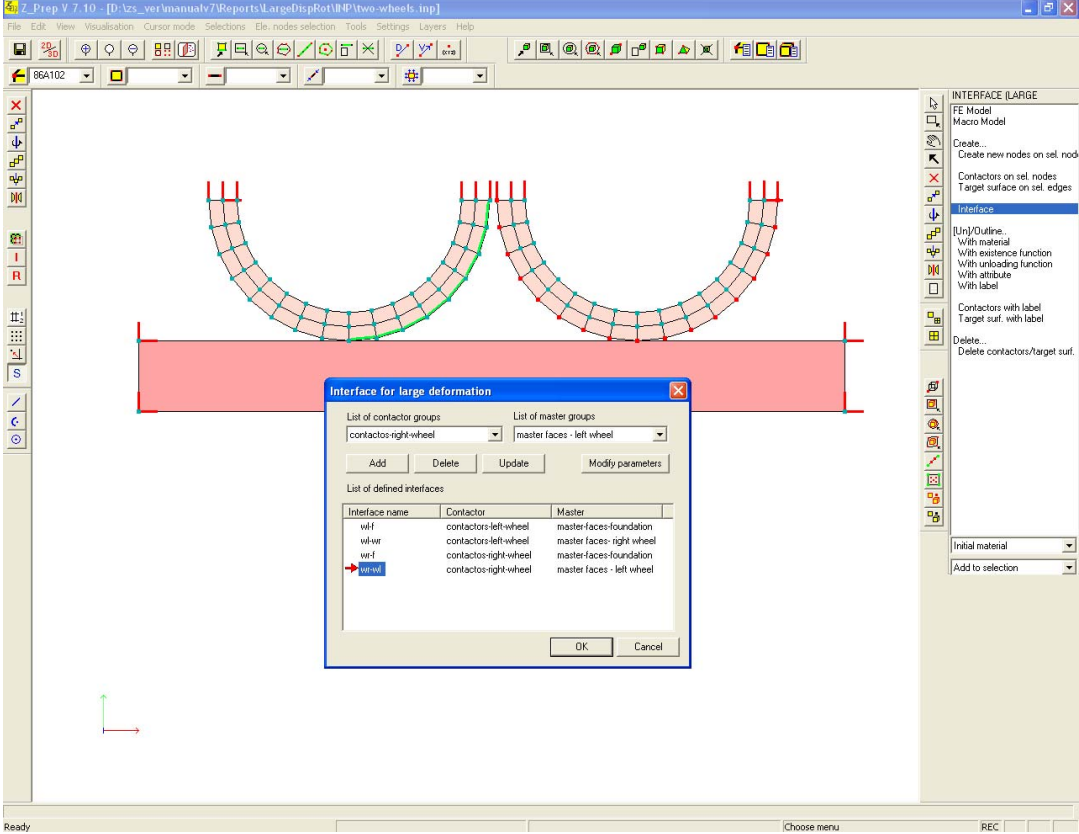 Z_Prep V 7.10 - [D:\zs_ver\manualv7\Reports\LargeDispRot\INP\two-wheels.inp]
File Edit View Visualisation Cursor mode Selections Ele. nodes selection Tools Settings Layers Help
86A102
INTERFACE (LARGE
FE Model
Macro Model
Create...
Create new nodes on sel. nod
Contactors on sel. nodes
Target surface on sel. edges
Interface
[Un]/Outline..
With material
With existence function
With unloading function
With attribute
With label
Contactors with label
Target surf. with label
Delete...
Delete contactors/target surf.
Initial material
Add to selection
I
R
S
Interface for large deformation
List of contactor groups List of master groups
contactos-right-wheel master faces - left wheel
Add Delete Update Modify parameters
List of defined interfaces
Interface name Contactor Master
wl-f contactors-left-wheel master-faces-foundation
wl-wr contactors-left-wheel master faces- right wheel
wr-f contactos-right-wheel master-faces-foundation
wr-wl contactos-right-wheel master faces - left wheel
OK Cancel
Ready Choose menu REC